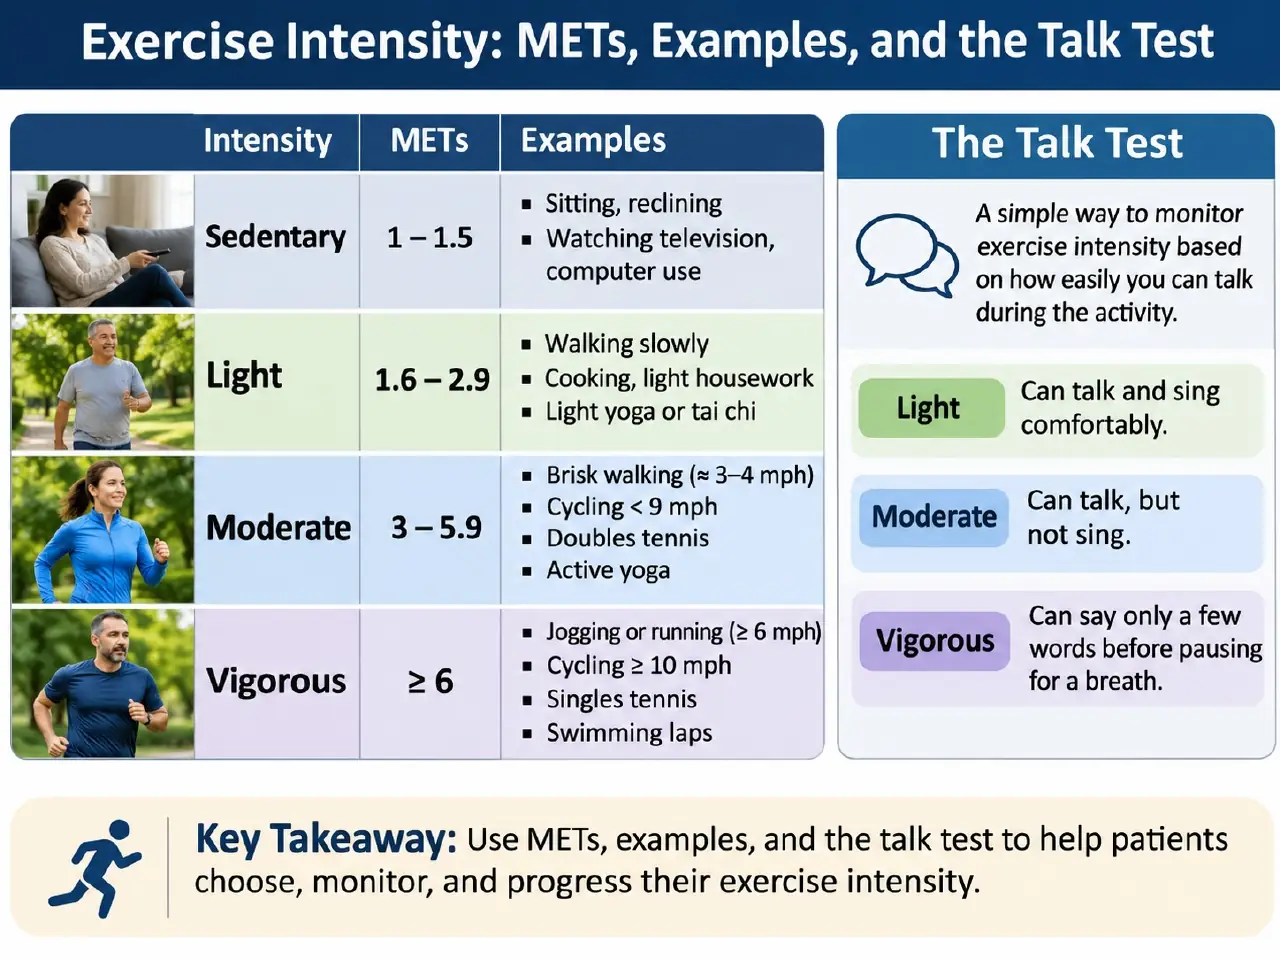 Exercise Intensity: METs, Examples, and the Talk Test
Intensity METs Examples
Sedentary 1 – 1.5
▪ Sitting, reclining
▪ Watching television,
computer use
Light 1.6 – 2.9
▪ Walking slowly
▪ Cooking, light housework
▪ Light yoga or tai chi
Moderate 3 – 5.9
▪ Brisk walking (≈ 3–4 mph)
▪ Cycling < 9 mph
▪ Doubles tennis
▪ Active yoga
Vigorous ≥ 6
▪ Jogging or running (≥ 6 mph)
▪ Cycling ≥ 10 mph
▪ Singles tennis
▪ Swimming laps
The Talk Test
A simple way to monitor
exercise intensity based
on how easily you can talk
during the activity.
Light
Can talk and sing
comfortably.
Moderate
Can talk, but
not sing.
Vigorous
Can say only a few
words before pausing
for a breath.
Key Takeaway: Use METs, examples, and the talk test to help patients
choose, monitor, and progress their exercise intensity.